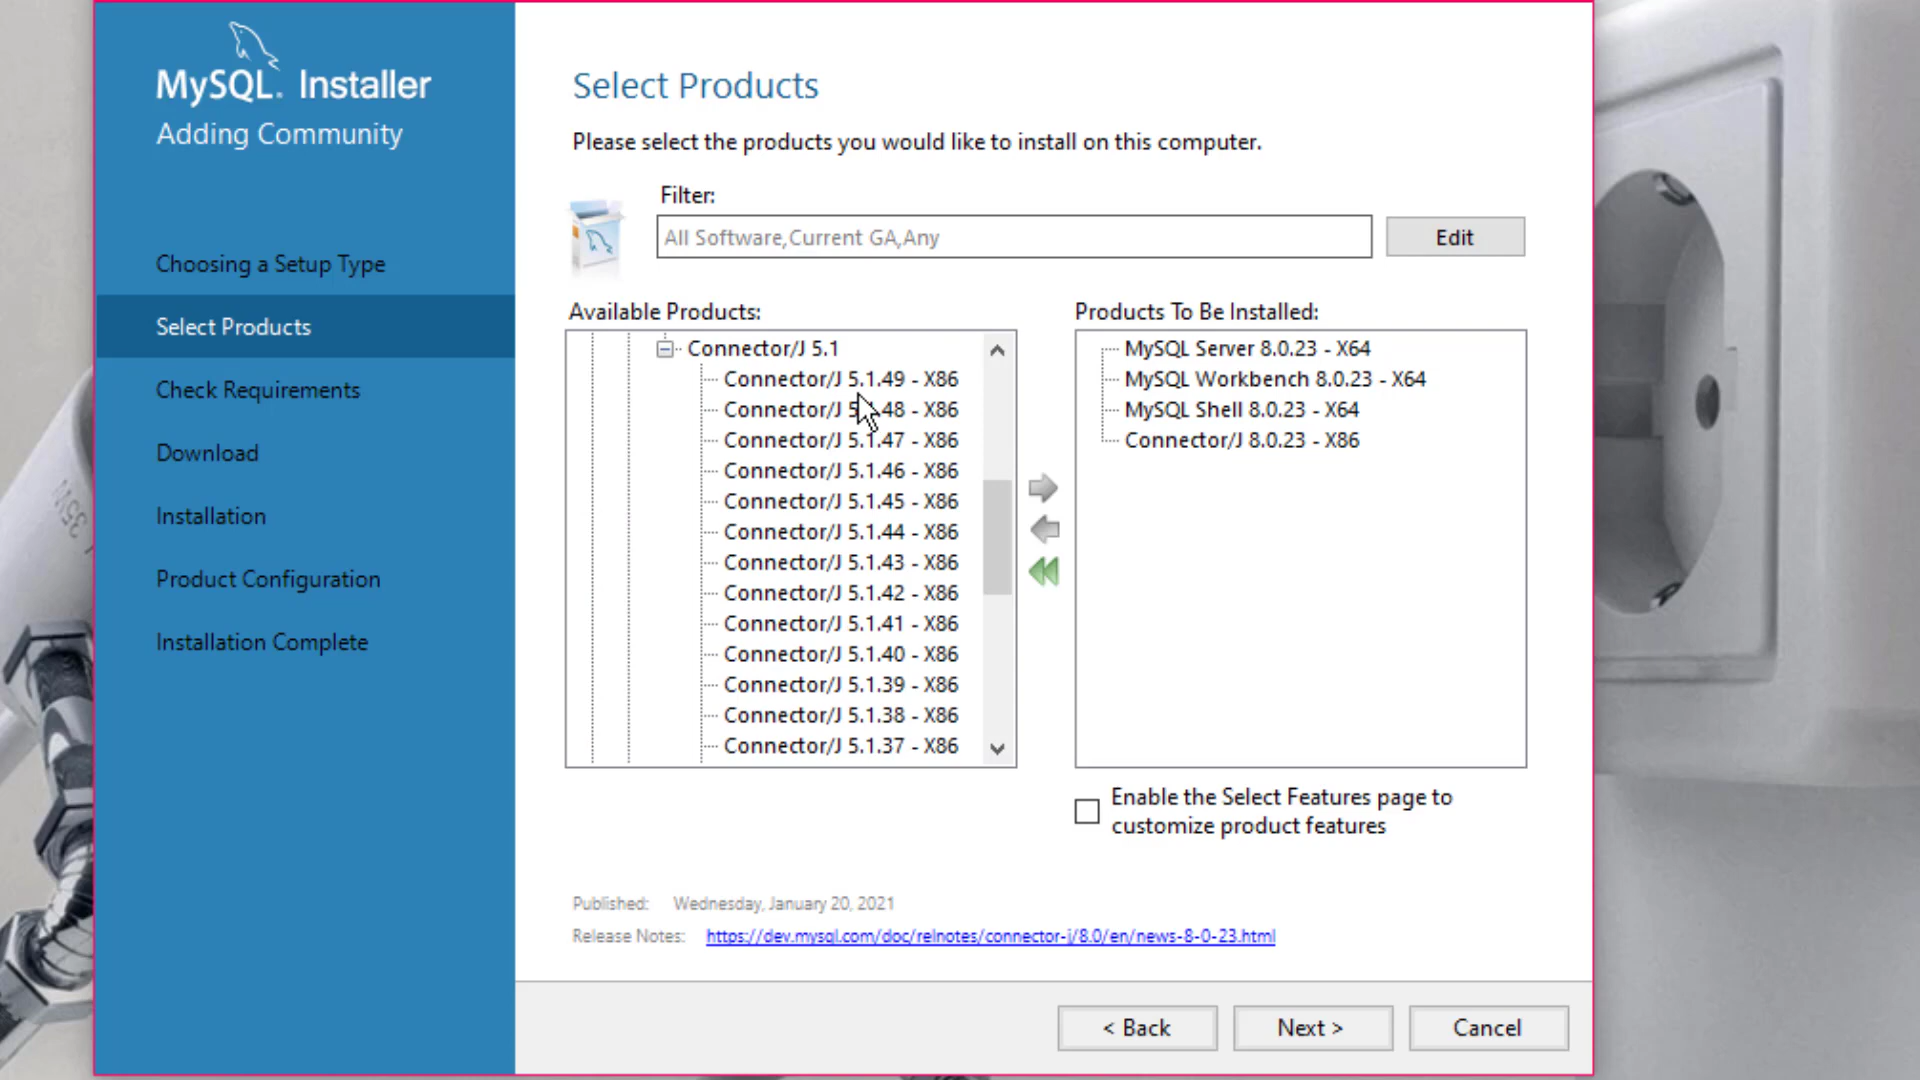 MySQL. Installer
Adding Community
Choosing a Setup Type
Select Products
Check Requirements
Download
Installation
Product Configuration
Installation Complete
Select Products
Please select the products you would like to install on this computer.
Filter:
All Software,Current GA,Any
Edit
Available Products:
Connector/J 5.1
Connector/J 5.1.49 - X86
Connector/J 5.1.48 - X86
Connector/J 5.1.47 - X86
Connector/J 5.1.46 - X86
Connector/J 5.1.45 - X86
Connector/J 5.1.44 - X86
Connector/J 5.1.43 - X86
Connector/J 5.1.42 - X86
Connector/J 5.1.41 - X86
Connector/J 5.1.40 - X86
Connector/J 5.1.39 - X86
Connector/J 5.1.38 - X86
Connector/J 5.1.37 - X86
Products To Be Installed:
MySQL Server 8.0.23 - X64
MySQL Workbench 8.0.23 - X64
MySQL Shell 8.0.23 - X64
Connector/J 8.0.23 - X86
Enable the Select Features page to
customize product features
Published: Wednesday, January 20, 2021
Release Notes: https://dev.mysql.com/doc/relnotes/connector-j/8.0/en/news-8-0-23.html
< Back
Next >
Cancel